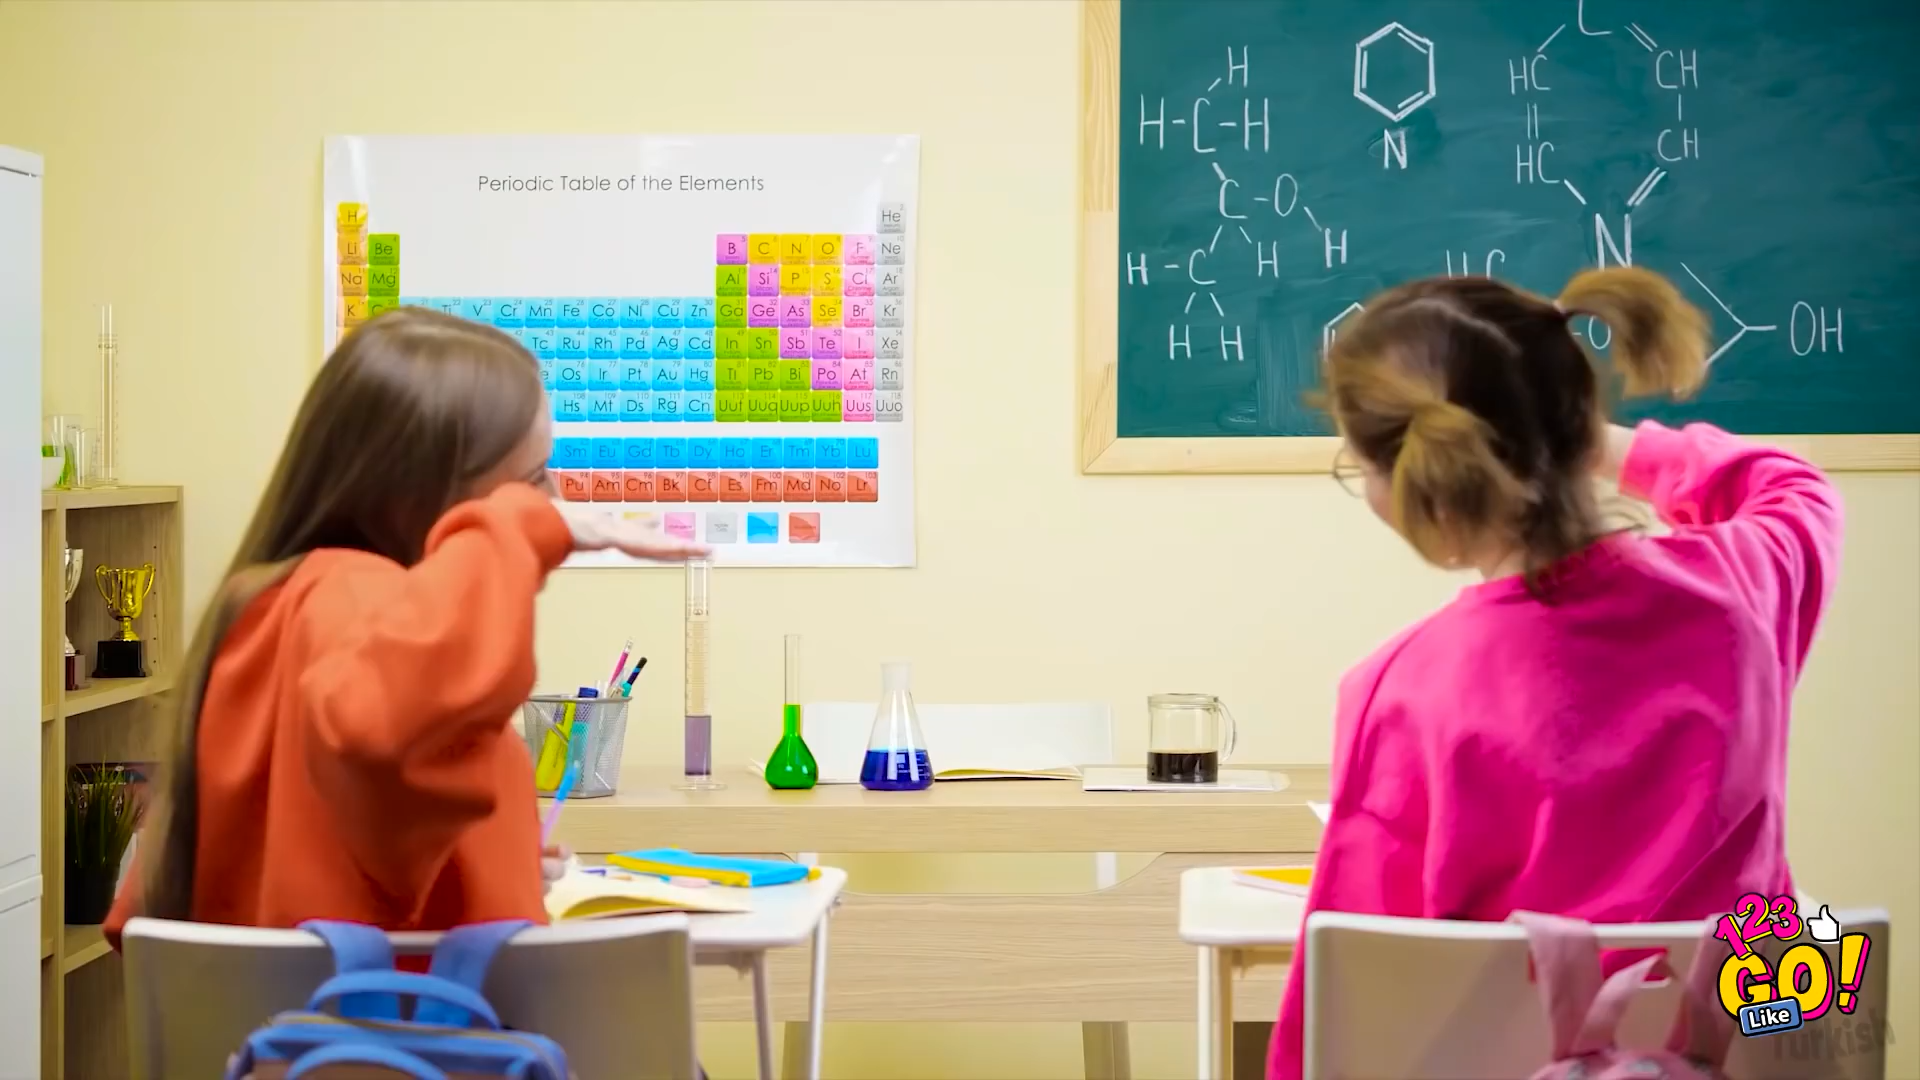 Periodic Table of the Elements
H He
Li Be B C N O F Ne
Na Mg Al Si P S Cl Ar
K Ti V Cr Mn Fe Co Ni Cu Zn Ga Ge As Se Br Kr
Tc Ru Rh Pd Ag Cd In Sn Sb Te I Xe
Os Ir Pt Au Hg Tl Pb Bi Po At Rn
Hs Mt Ds Rg Cn Uut Uuq Uup Uuh Uus Uuo
Sm Eu Gd Tb Dy Ho Er Tm Yb Lu
Pu Am Cm Bk Cf Es Fm Md No Lr
H
H-C-H
C-O
H
H
H-C
H H
N
C
HC CH
HC CH
N
HC
-O
OH
123
GO!
Like
Turkish